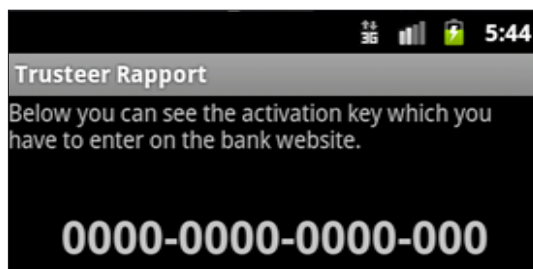 3G 5:44
Trusteer Rapport
Below you can see the activation key which you
have to enter on the bank website.
0000-0000-0000-000